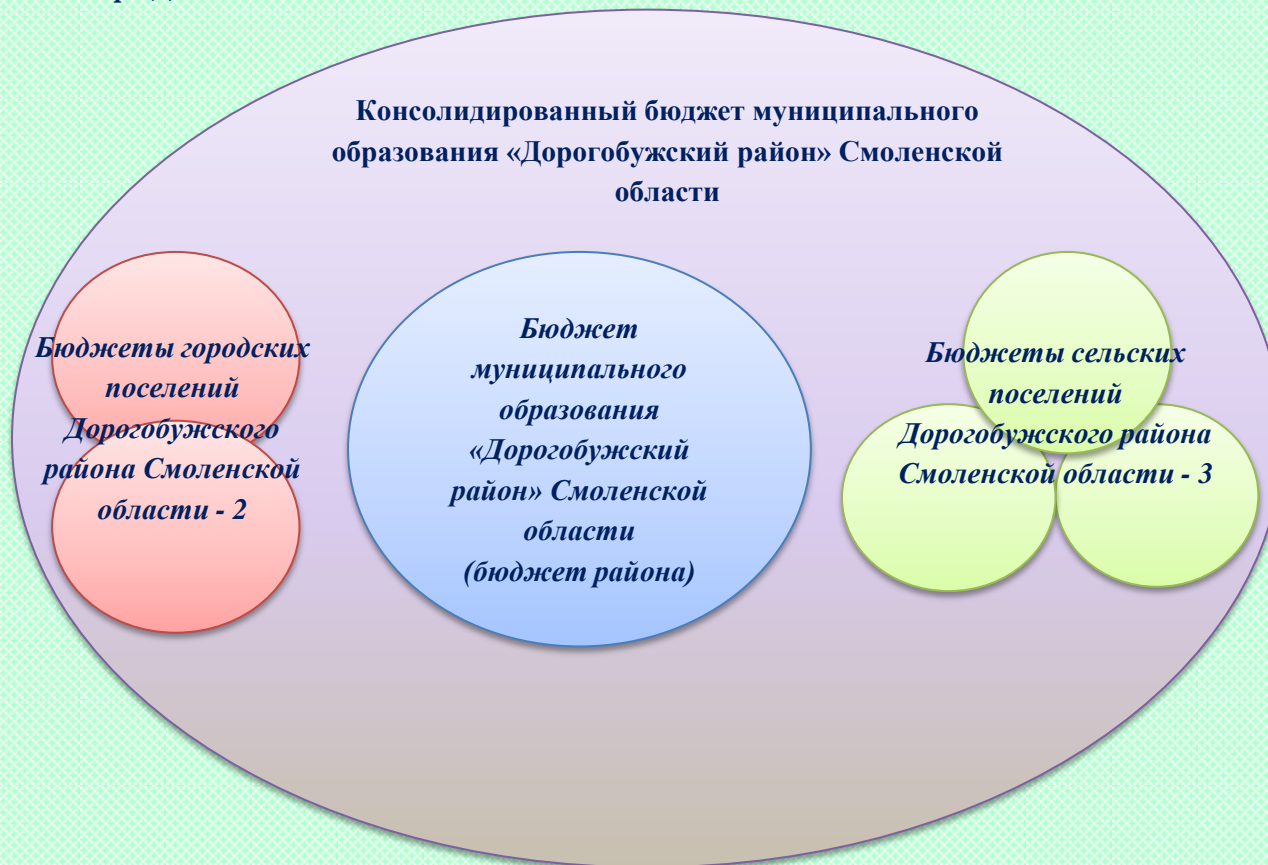 Консолидированный бюджет муниципального
образования «Дорогобужский район» Смоленской
области
Бюджеты городских
поселений
Дорогобужского
района Смоленской
области - 2
Бюджет
муниципального
образования
«Дорогобужский
район» Смоленской
области
(бюджет района)
Бюджеты сельских
поселений
Дорогобужского района
Смоленской области - 3